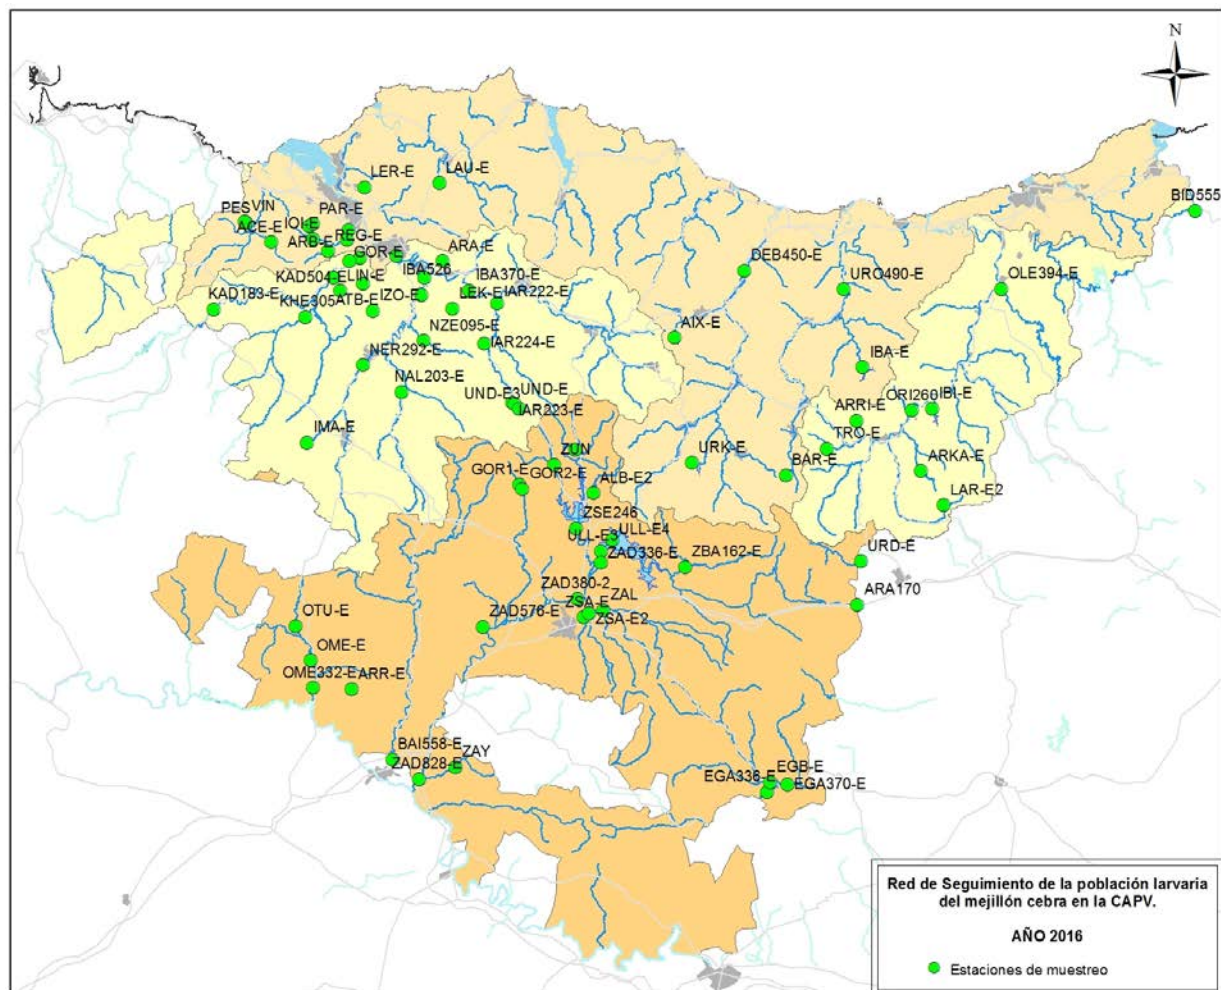 N
LER-E
LAU-E
BID555
PES
VIN
PAR-E
ACE-E
IOI-E
ARB-E
REG-E
GOR-E
ARA-E
DEB450-E
IBA526
IBA370-E
URO490-E
OLE394-E
KAD504-E
LIN-E
KAD183-E
KHE305
ATB-E
IZO-E
LEK-E
IAR222-E
NZE095-E
IAR224-E
AIX-E
NER292-E
IBA-E
NAL203-E
UND-E3
UND-E
IAR223-E
ARRI-E
ORI260
IBI-E
IMA-E
TRO-E
ZUN
URK-E
BAR-E
ARKA-E
GOR1-E
GOR2-E
ALB-E2
LAR-E2
ZSE246
ULL-E3
ULL-E4
ZAD336-E
ZBA162-E
URD-E
ZAD380-2
ZAL
ARA170
ZSA-E
ZSA-E2
ZAD576-E
OTU-E
OME-E
OME332-E
ARR-E
BAI558-E
ZAY
ZAD828-E
EGB-E
EGA336-E
EGA370-E
Red de Seguimiento de la población larvaria
del mejillón cebra en la CAPV.
AÑO 2016
Estaciones de muestreo